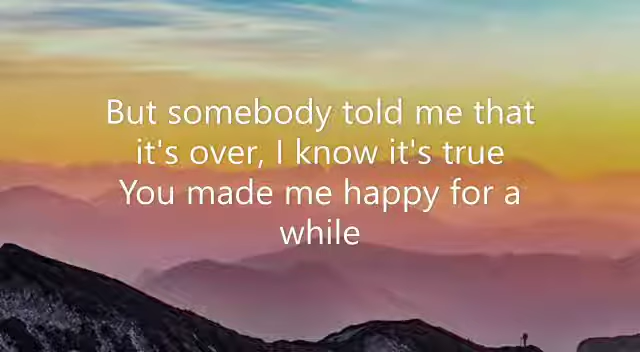 But somebody told me that
it's over, I know it's true
You made me happy for a
while